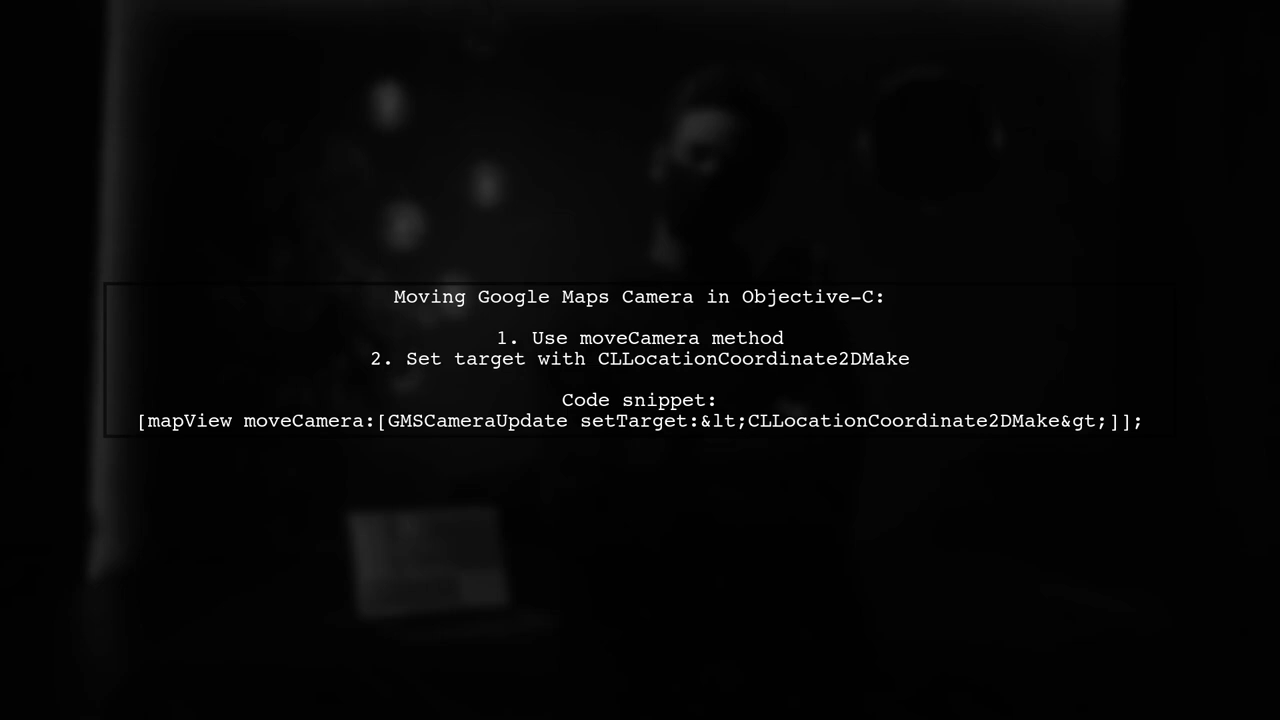 Moving Google Maps Camera in Objective-C:
1. Use moveCamera method
2. Set target with CLLocationCoordinate2DMake
Code snippet:
[mapView moveCamera:[GMSCameraUpdate setTarget:&lt;CLLocationCoordinate2DMake&gt;]];